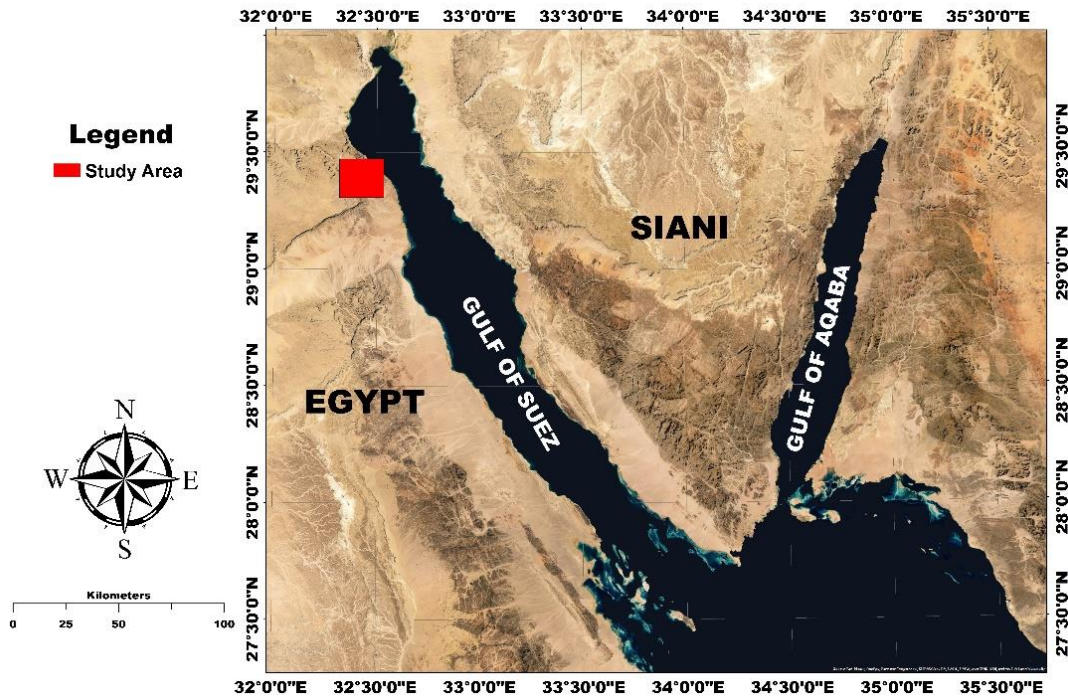 32°0'0"E 32°30'0"E 33°0'0"E 33°30'0"E 34°0'0"E 34°30'0"E 35°0'0"E 35°30'0"E
Legend
Study Area
29°30'0"N
29°0'0"N
28°30'0"N
28°0'0"N
27°30'0"N
SIANI
EGYPT
GULF OF SUEZ
GULF OF AQABA
29°30'0"N
29°0'0"N
28°30'0"N
28°0'0"N
27°30'0"N
N
W E
S
Kilometers
0 25 50 100
32°0'0"E 32°30'0"E 33°0'0"E 33°30'0"E 34°0'0"E 34°30'0"E 35°0'0"E 35°30'0"E